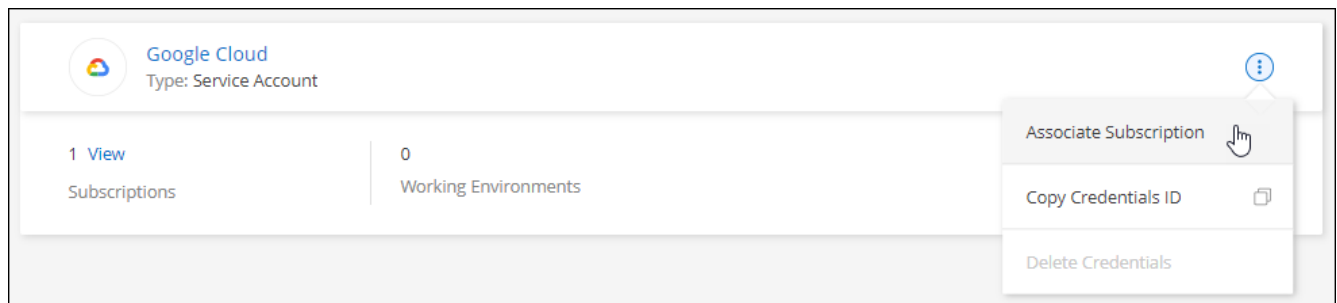 Google Cloud
Type: Service Account
Associate Subscription
1 View
0
Subscriptions
Working Environments
Copy Credentials ID
Delete Credentials